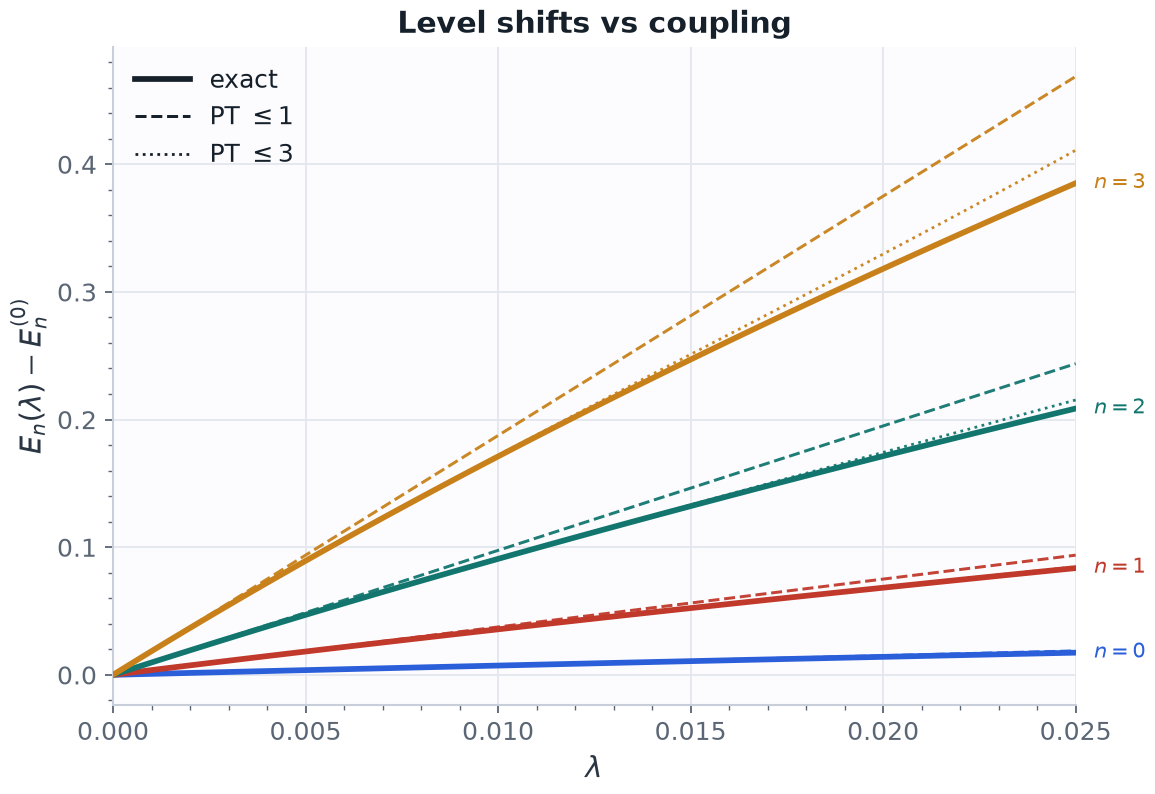 Level shifts vs coupling
exact
PT ≤1
PT ≤3
0.4
0.3
0.2
0.1
0.0
E_n(λ) − E_n^(0)
n = 3
n = 2
n = 1
n = 0
0.000
0.005
0.010
0.015
0.020
0.025
λ